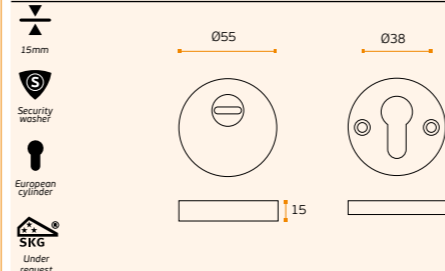 15mm
Security
washer
European
cylinder
SKG®
Under
request
Ø55
15
Ø38
S